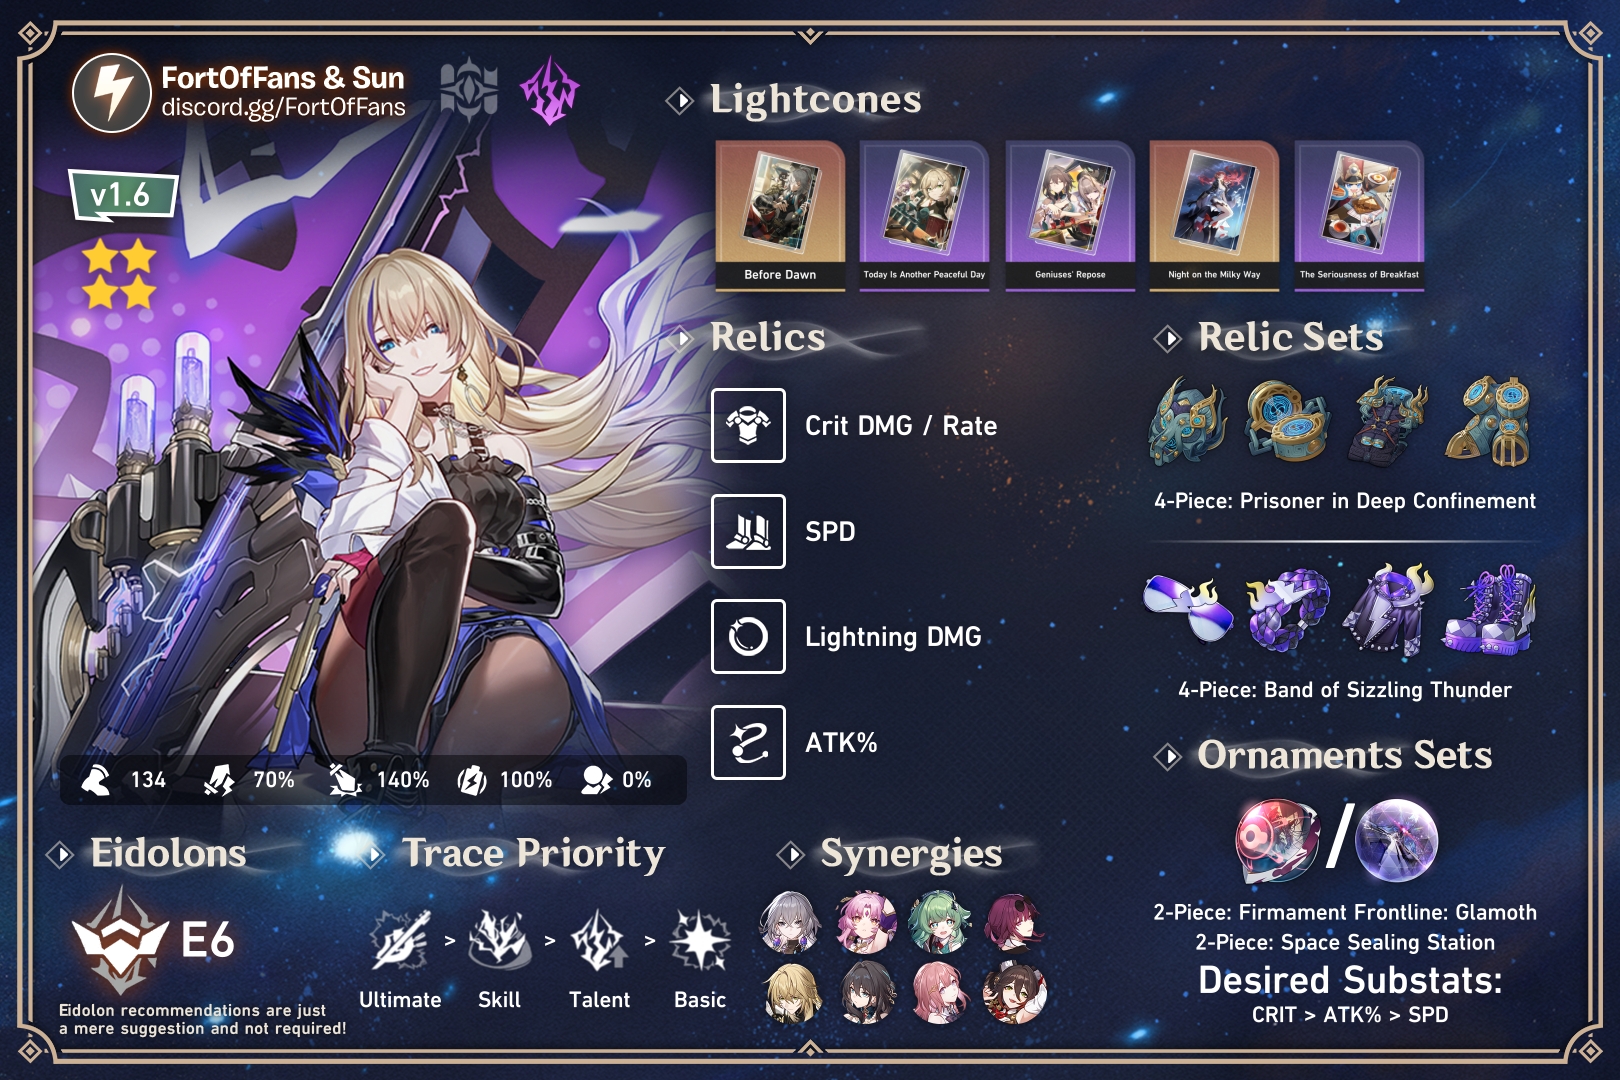 FortOfFans & Sun
discord.gg/FortOfFans
v1.6
Lightcones
Before Dawn
Today Is Another Peaceful Day
Geniuses' Repose
Night on the Milky Way
The Seriousness of Breakfast
Relics
Crit DMG / Rate
SPD
Lightning DMG
ATK%
Relic Sets
4-Piece: Prisoner in Deep Confinement
4-Piece: Band of Sizzling Thunder
Ornaments Sets
/
2-Piece: Firmament Frontline: Glamoth
2-Piece: Space Sealing Station
Desired Substats:
CRIT > ATK% > SPD
134 70% 140% 100% 0%
Eidolons
E6
Eidolon recommendations are just
a mere suggestion and not required!
Trace Priority
> > >
Ultimate Skill Talent Basic
Synergies